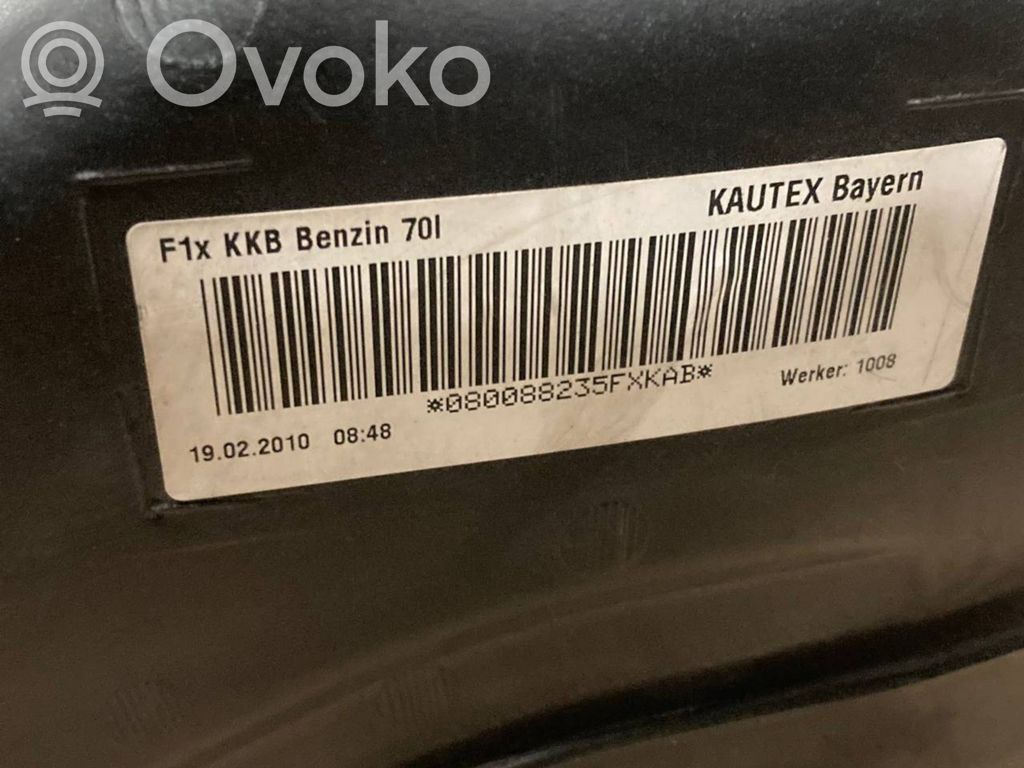 Ovoko
F1x KKB Benzin 70l
KAUTEX Bayern
*080088235FXKAB*
Werker: 1008
19.02.2010 08:48